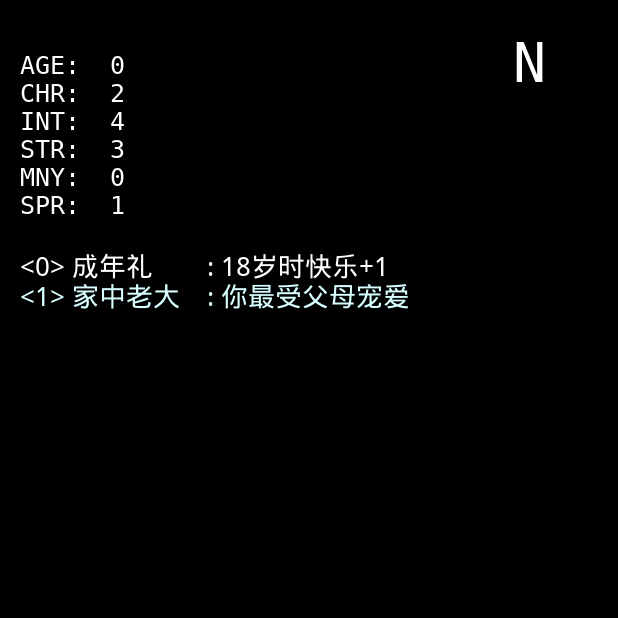 N
AGE: 0
CHR: 2
INT: 4
STR: 3
MNY: 0
SPR: 1
<0> 成年礼 : 18岁时快乐+1
<1> 家中老大 : 你最受父母宠爱